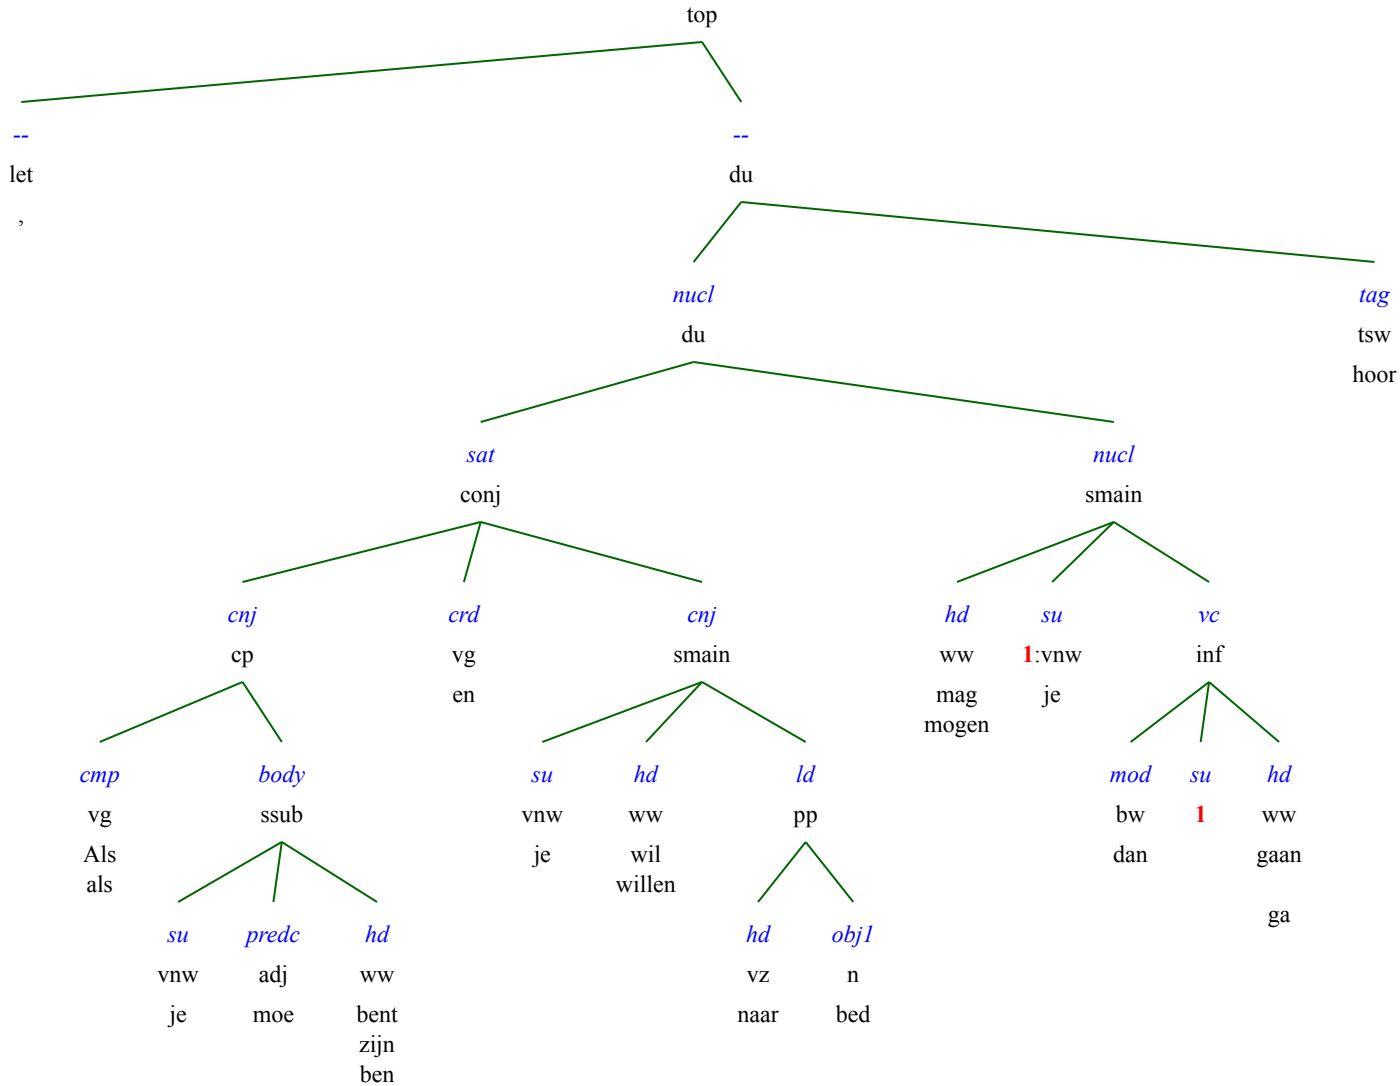 top
-- --
let du
,
nucl tag
du tsw
hoor
sat nucl
conj smain
cnj crd cnj hd su vc
cp vg smain ww 1:vnw inf
en mag je
mogen
cmp body su hd ld mod su hd
vg ssub vnw ww pp bw 1 ww
Als je wil dan gaan
als willen
ga
su predc hd hd obj1
vnw adj ww vz n
je moe bent naar bed
zijn
ben